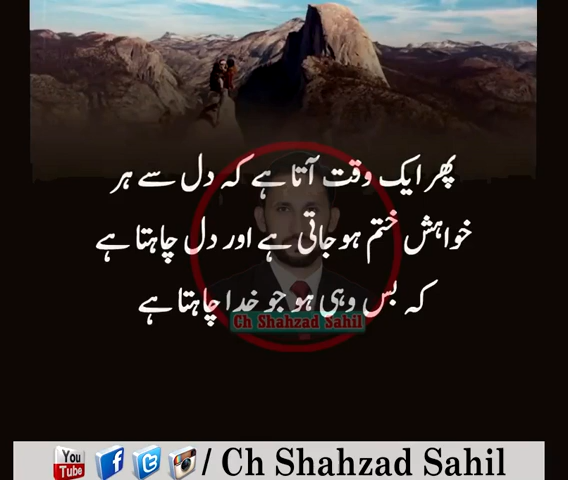 پھر ایک وقت آتا ہے کہ دل سے ہر
خواہش ختم ہو جاتی ہے اور دل چاہتا ہے
کہ بس وہی ہو جو خدا چاہتا ہے
Ch Shahzad Sahil
You Tube / Ch Shahzad Sahil